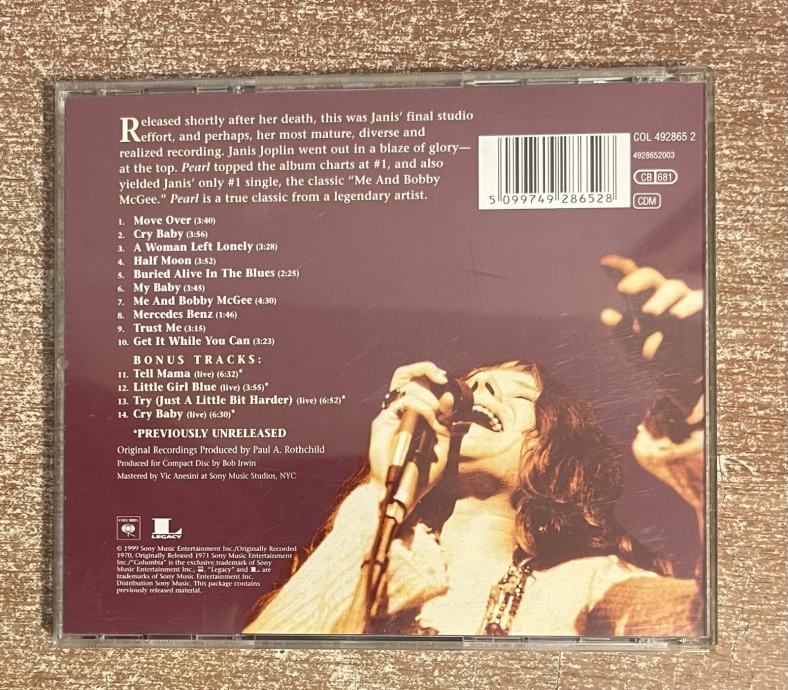 Released shortly after her death, this was Janis' final studio
effort, and perhaps, her most mature, diverse and
realized recording. Janis Joplin went out in a blaze of glory—
at the top. Pearl topped the album charts at #1, and also
yielded Janis' only #1 single, the classic "Me And Bobby
McGee." Pearl is a true classic from a legendary artist.
COL 492865 2
4928652003
CB 681
CDM
5 099749 286528
1. Move Over (3:40)
2. Cry Baby (3:56)
3. A Woman Left Lonely (3:28)
4. Half Moon (3:52)
5. Buried Alive In The Blues (2:25)
6. My Baby (3:45)
7. Me And Bobby McGee (4:30)
8. Mercedes Benz (1:46)
9. Trust Me (3:15)
10. Get It While You Can (3:23)
BONUS TRACKS:
11. Tell Mama (live) (6:32)*
12. Little Girl Blue (live) (3:55)*
13. Try (Just A Little Bit Harder) (live) (6:52)*
14. Cry Baby (live) (6:30)*
*PREVIOUSLY UNRELEASED
Original Recordings Produced by Paul A. Rothchild
Produced for Compact Disc by Bob Irwin
Mastered by Vic Anesini at Sony Music Studios, NYC
COLUMBIA
L
LEGACY
© 1999 Sony Music Entertainment Inc./Originally Recorded
1970, Originally Released 1971 Sony Music Entertainment
Inc./"Columbia" is the exclusive trademark of Sony
Music Entertainment Inc., "Legacy" and L are
trademarks of Sony Music Entertainment Inc.
Distribution Sony Music. This package contains
previously released material.